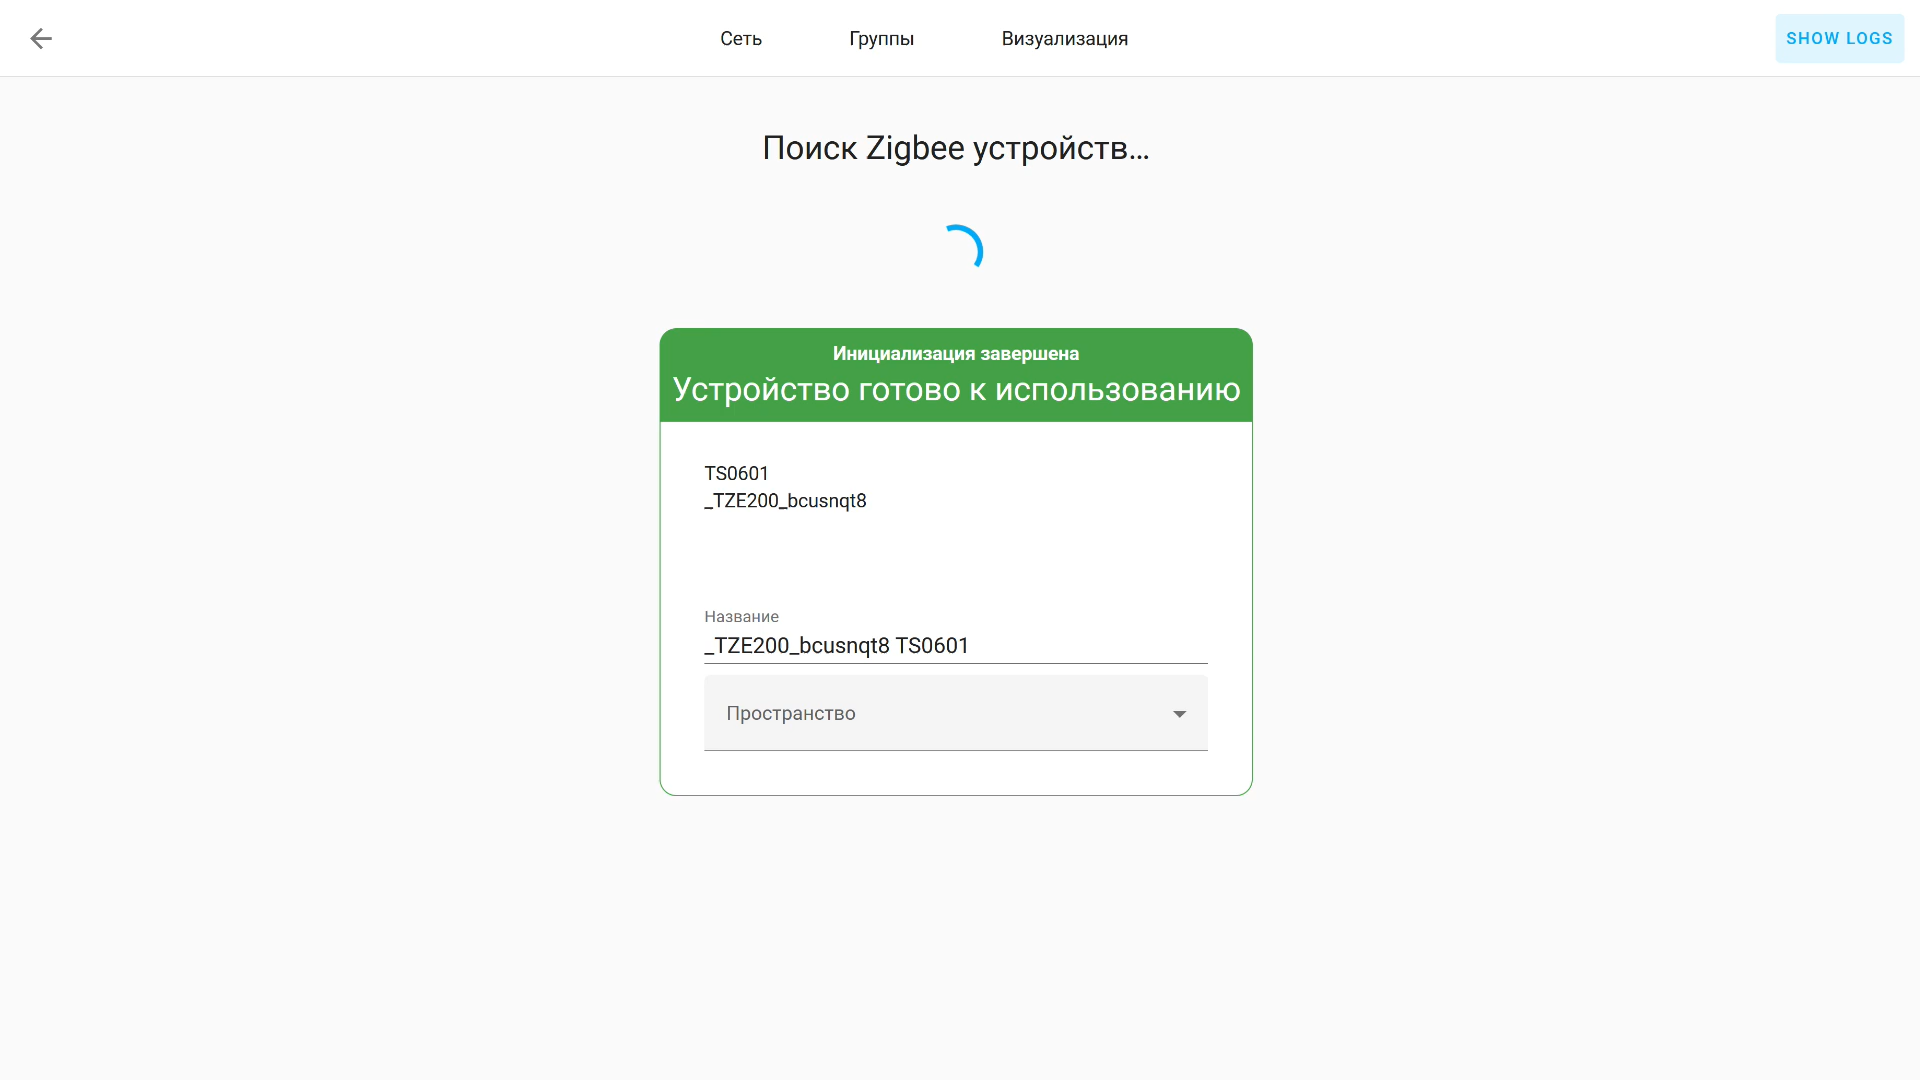 Сеть
Группы
Визуализация
SHOW LOGS
Поиск Zigbee устройств...
Инициализация завершена
Устройство готово к использованию
TS0601
_TZE200_bcusnqt8
Название
_TZE200_bcusnqt8 TS0601
Пространство